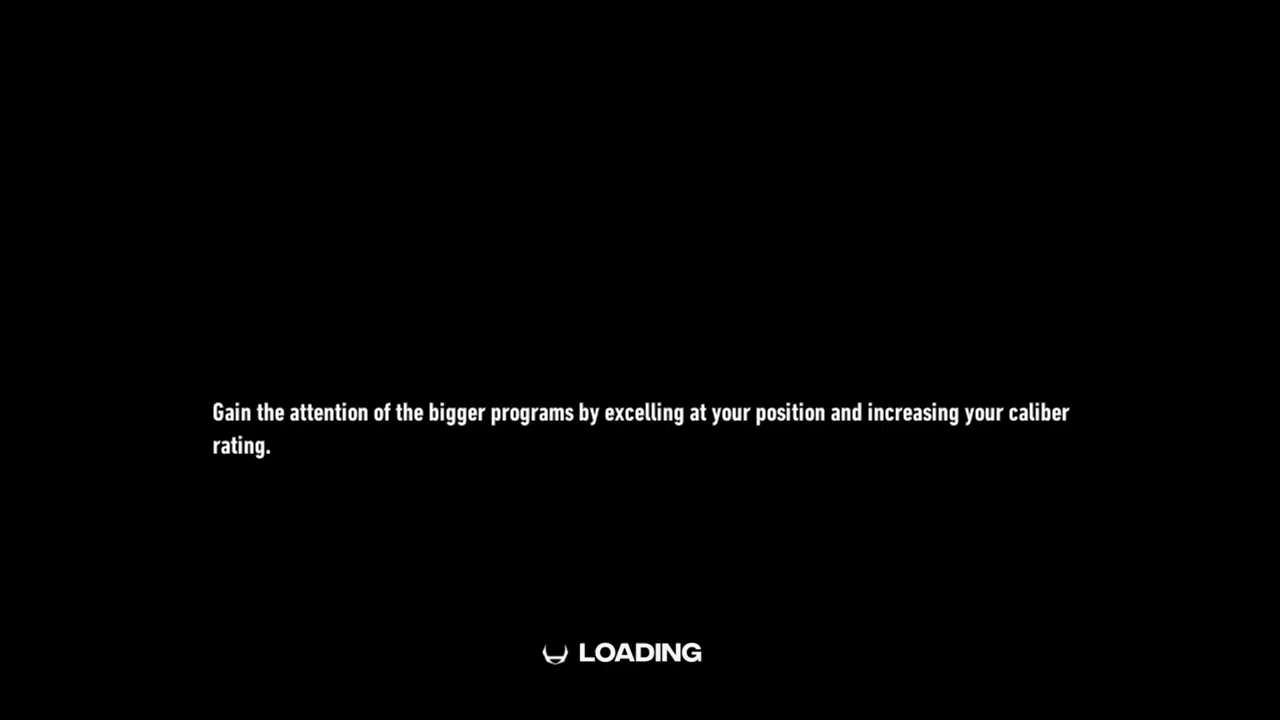 Gain the attention of the bigger programs by excelling at your position and increasing your caliber
rating.
LOADING